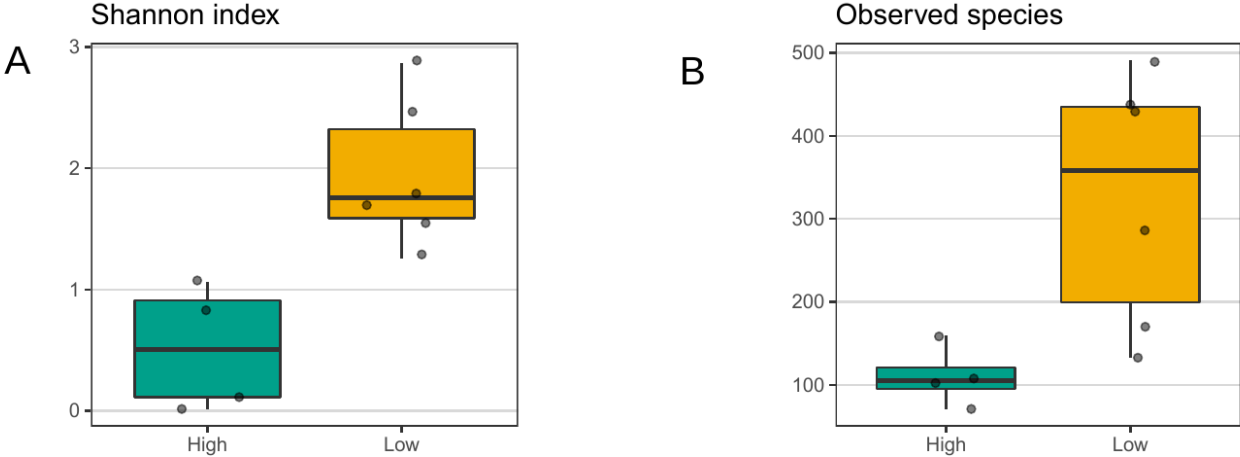 Shannon index
A
3
2
1
0
High Low
Observed species
B
500
400
300
200
100
High Low